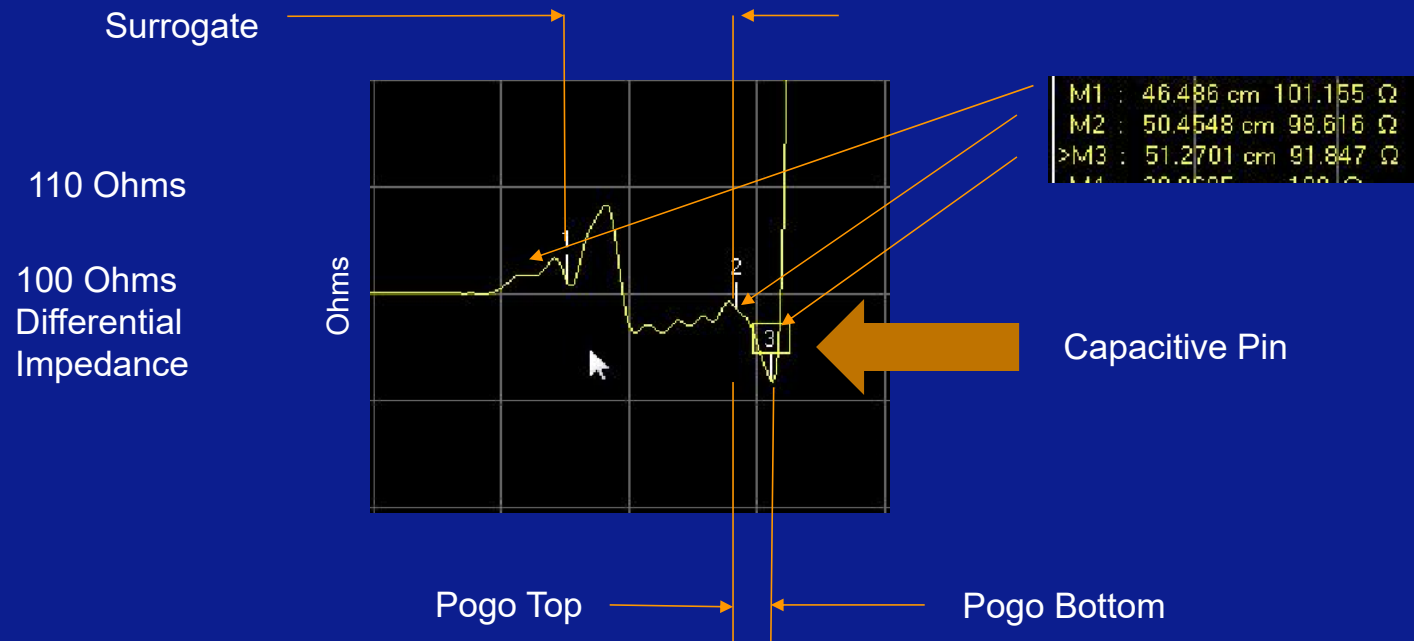 Surrogate
M1 : 46.486 cm 101.155 Ω
M2 : 50.4548 cm 98.616 Ω
>M3 : 51.2701 cm 91.847 Ω
110 Ohms
1
100 Ohms
Differential
Impedance
Ohms
2
3
Capacitive Pin
Pogo Top
Pogo Bottom